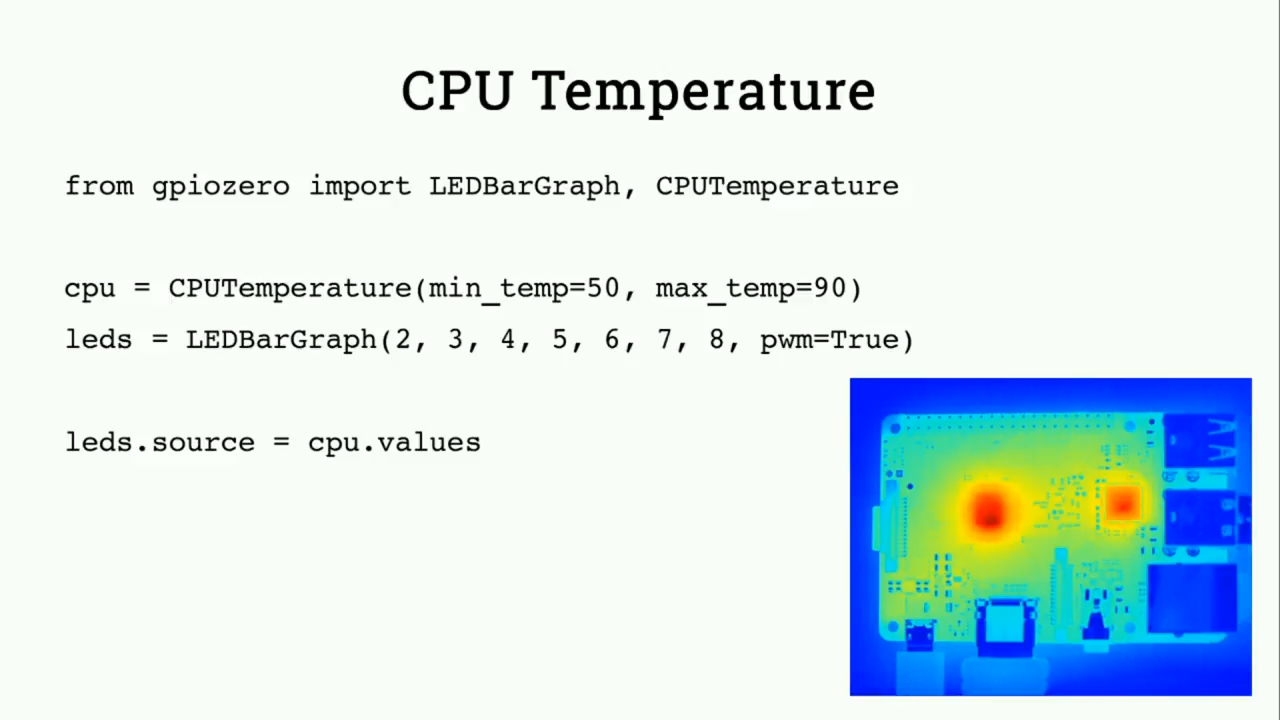 CPU Temperature
from gpiozero import LEDBarGraph, CPUTemperature
cpu = CPUTemperature(min_temp=50, max_temp=90)
leds = LEDBarGraph(2, 3, 4, 5, 6, 7, 8, pwm=True)
leds.source = cpu.values